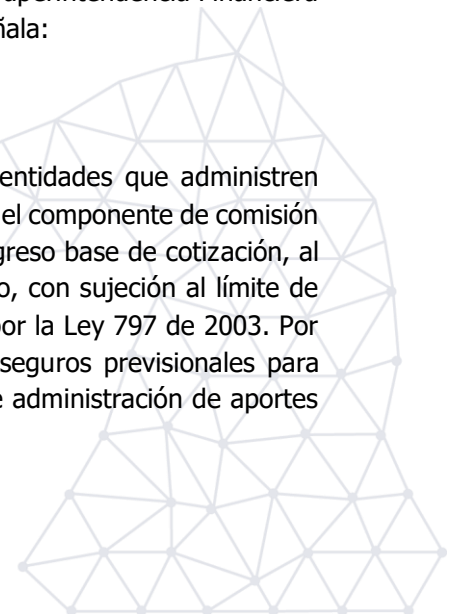 uperintendencia Financiera
ñala:
entidades que administren
el componente de comisión
greso base de cotización, al
o, con sujeción al límite de
por la Ley 797 de 2003. Por
seguros previsionales para
e administración de aportes